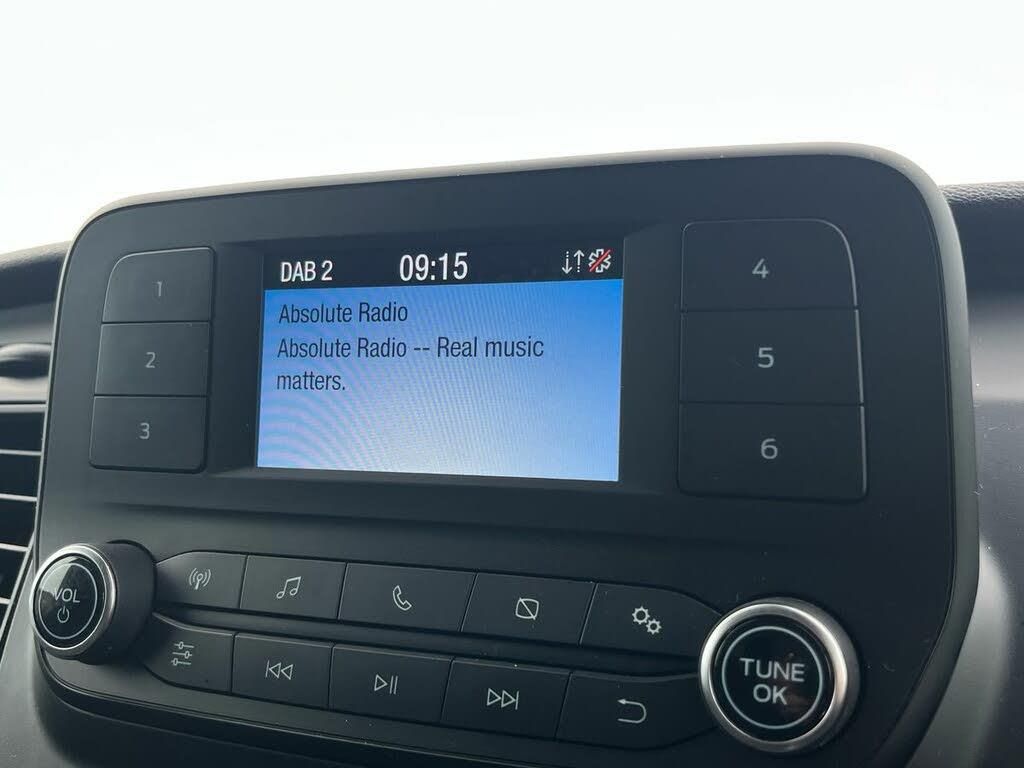 DAB 2 09:15
Absolute Radio
Absolute Radio -- Real music
matters.
1
2
3
4
5
6
VOL
TUNE
OK